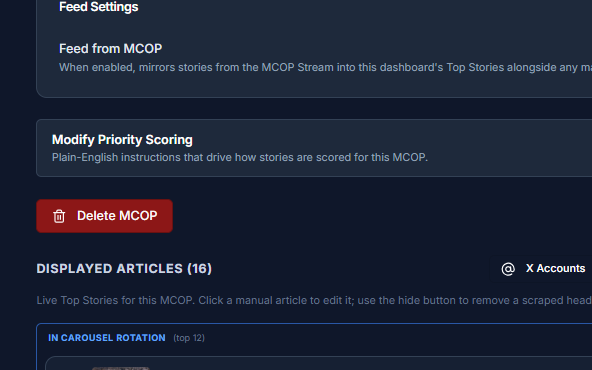 Feed Settings
Feed from MCOP
When enabled, mirrors stories from the MCOP Stream into this dashboard's Top Stories alongside any
Modify Priority Scoring
Plain-English instructions that drive how stories are scored for this MCOP.
Delete MCOP
DISPLAYED ARTICLES (16)
X Accounts
Live Top Stories for this MCOP. Click a manual article to edit it; use the hide button to remove a scraped head
IN CAROUSEL ROTATION (top 12)